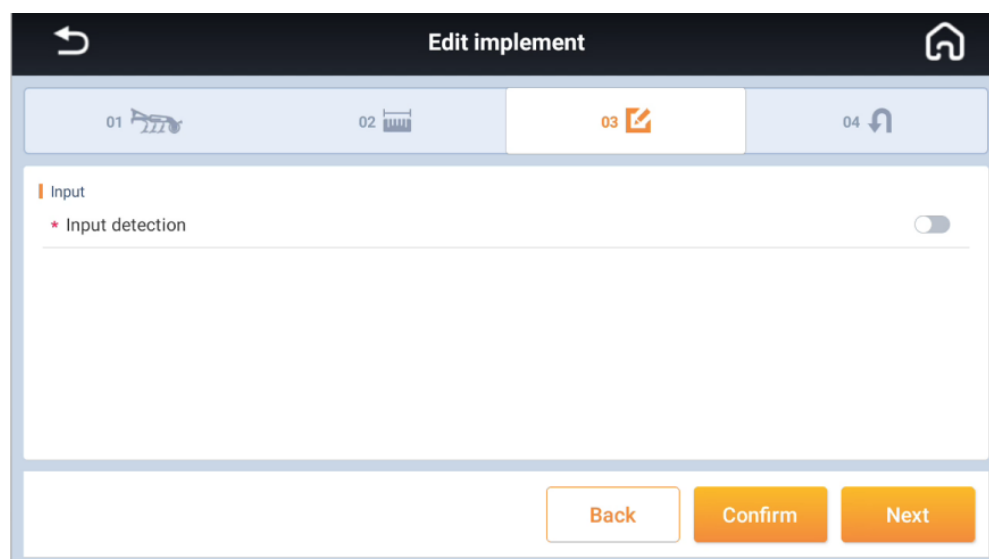 Edit implement
01
02
03
04
Input
* Input detection
Back
Confirm
Next